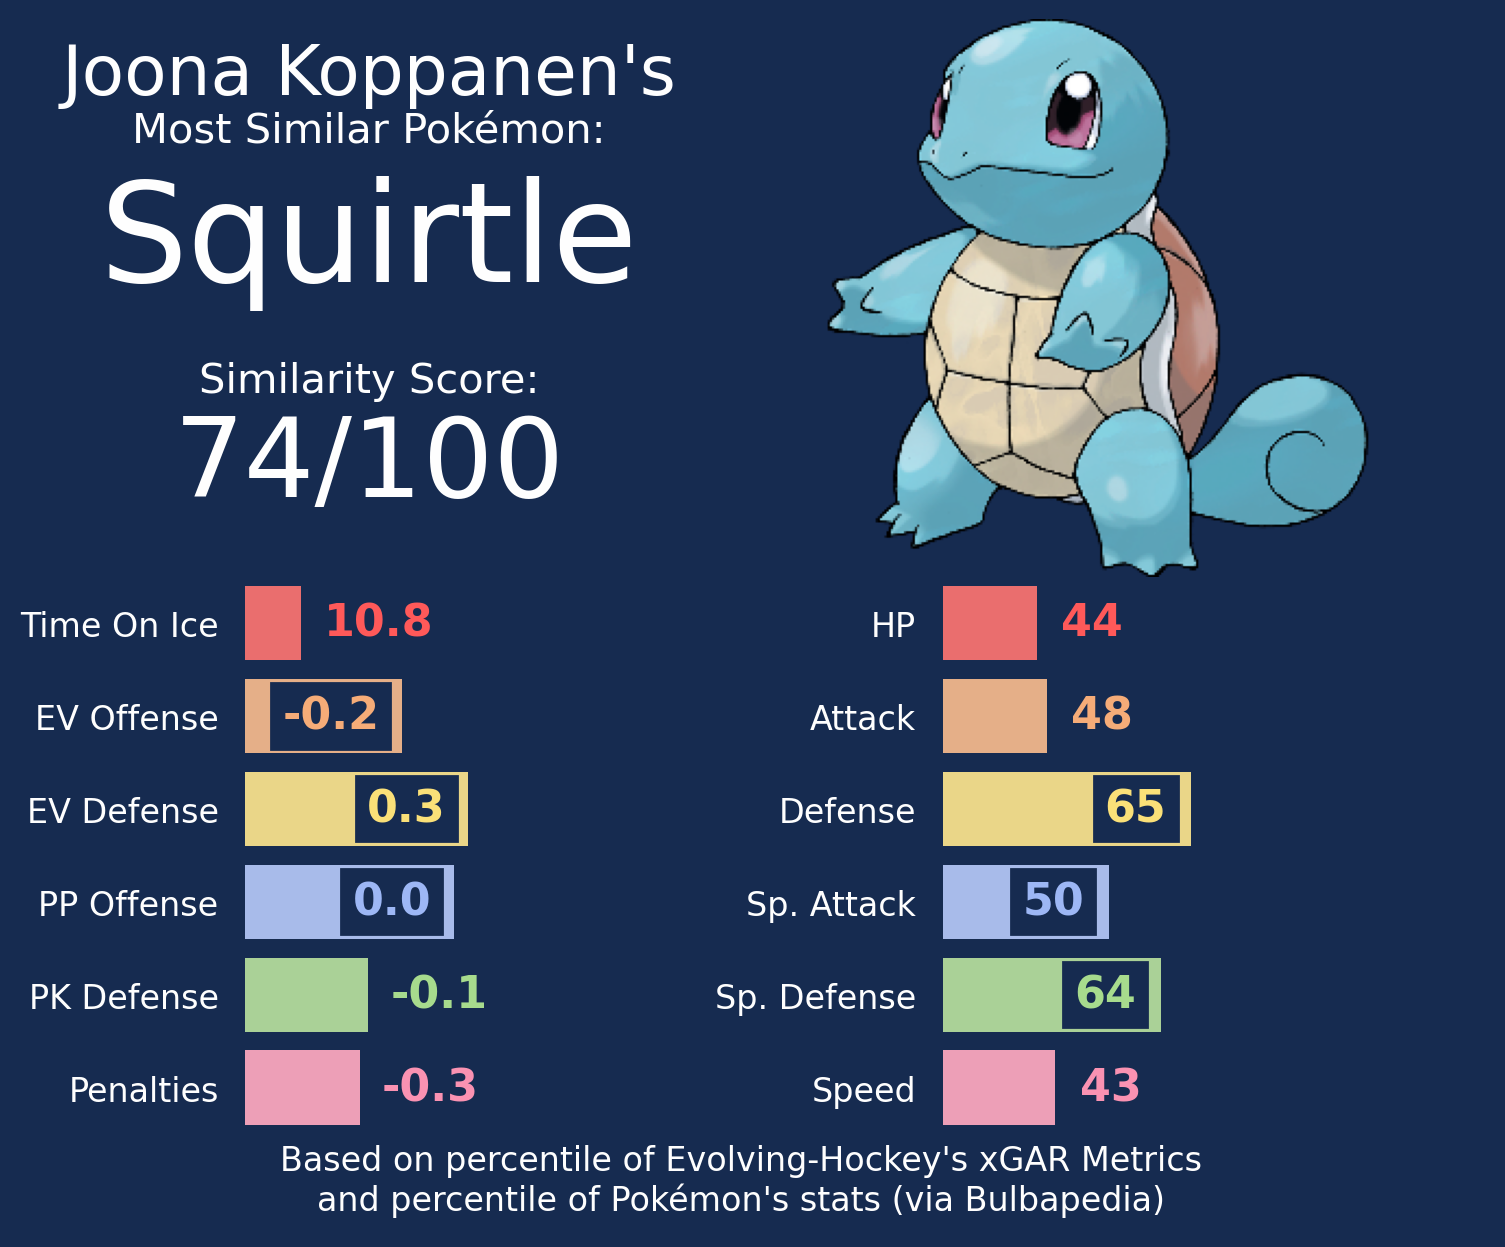 Joona Koppanen's
Most Similar Pokémon:
Squirtle
Similarity Score:
74/100
Time On Ice 10.8
EV Offense -0.2
EV Defense 0.3
PP Offense 0.0
PK Defense -0.1
Penalties -0.3
HP 44
Attack 48
Defense 65
Sp. Attack 50
Sp. Defense 64
Speed 43
Based on percentile of Evolving-Hockey's xGAR Metrics
and percentile of Pokémon's stats (via Bulbapedia)